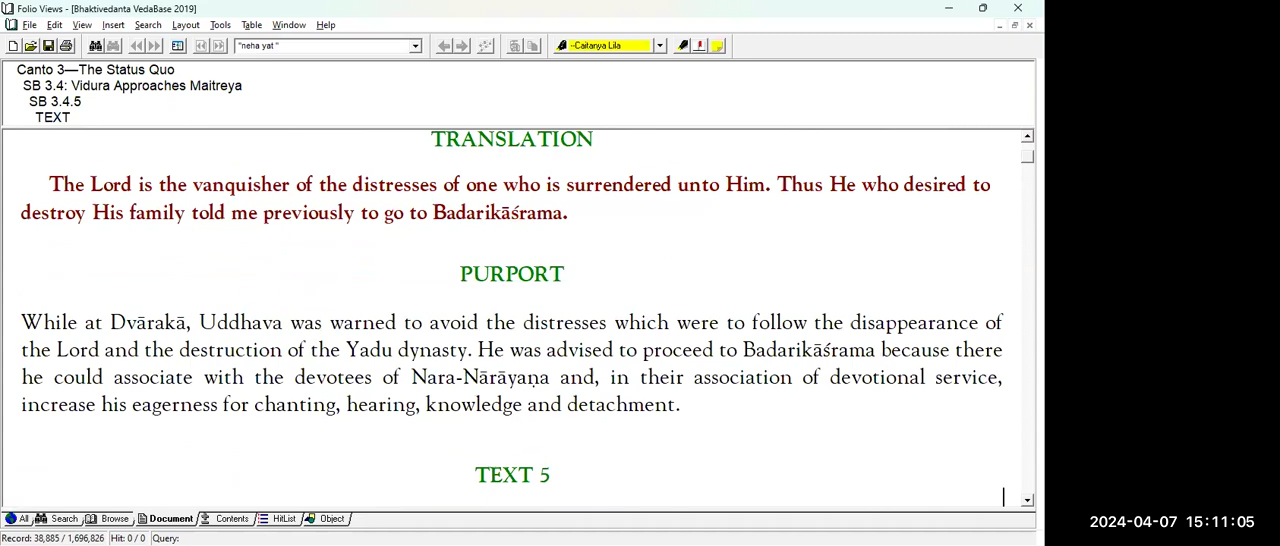 Folio Views - [Bhaktivedanta VedaBase 2019]
File Edit View Insert Search Layout Tools Table Window Help
"neha yat" --Caitanya Lila
Canto 3—The Status Quo
SB 3.4: Vidura Approaches Maitreya
SB 3.4.5
TEXT
TRANSLATION
The Lord is the vanquisher of the distresses of one who is surrendered unto Him. Thus He who desired to
destroy His family told me previously to go to Badarikāśrama.
PURPORT
While at Dvārakā, Uddhava was warned to avoid the distresses which were to follow the disappearance of
the Lord and the destruction of the Yadu dynasty. He was advised to proceed to Badarikāśrama because there
he could associate with the devotees of Nara-Nārāyaṇa and, in their association of devotional service,
increase his eagerness for chanting, hearing, knowledge and detachment.
TEXT 5
All Search Browse Document Contents HitList Object
Record: 38,885 / 1,696,826 Hit: 0 / 0 Query:
2024-04-07 15:11:05